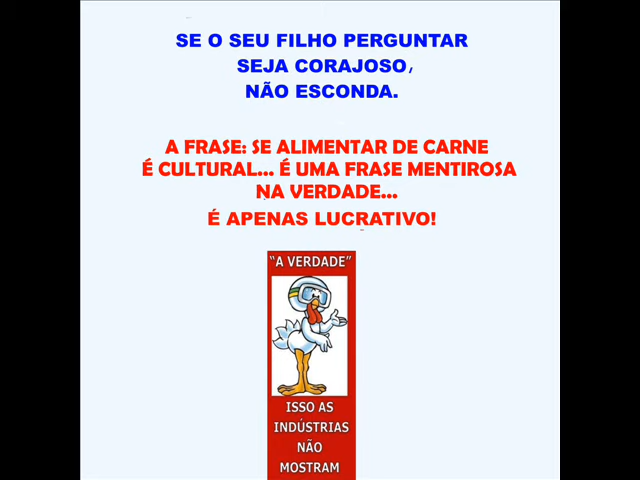 SE O SEU FILHO PERGUNTAR
SEJA CORAJOSO,
NÃO ESCONDA.
A FRASE: SE ALIMENTAR DE CARNE
É CULTURAL... É UMA FRASE MENTIROSA
NA VERDADE...
É APENAS LUCRATIVO!
"A VERDADE"
ISSO AS
INDÚSTRIAS
NÃO
MOSTRAM